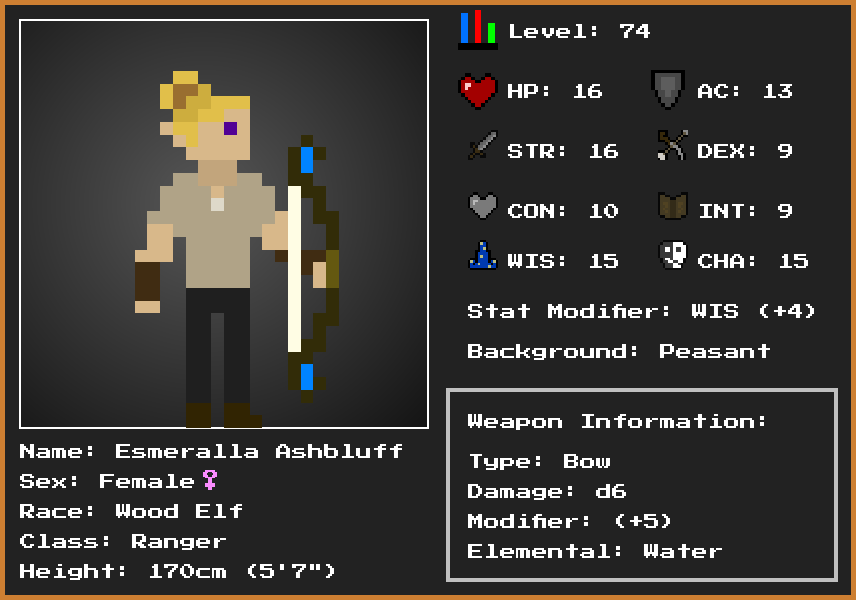 Level: 74
HP: 16 AC: 13
STR: 16 DEX: 9
CON: 10 INT: 9
WIS: 15 CHA: 15
Stat Modifier: WIS (+4)
Background: Peasant
Weapon Information:
Type: Bow
Damage: d6
Modifier: (+5)
Elemental: Water
Name: Esmeralla Ashbluff
Sex: Female♀
Race: Wood Elf
Class: Ranger
Height: 170cm (5'7")